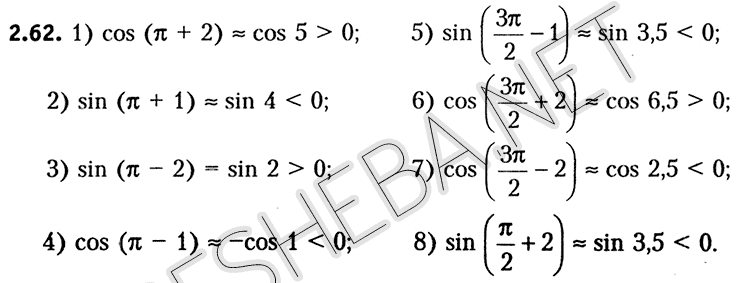 2.62. 1) cos (π + 2) ≈ cos 5 > 0;
2) sin (π + 1) ≈ sin 4 < 0;
3) sin (π − 2) = sin 2 > 0;
4) cos (π − 1) ≈ −cos 1 < 0;
5) sin (3π/2 − 1) ≈ sin 3,5 < 0;
6) cos (3π/2 + 2) ≈ cos 6,5 > 0;
7) cos (3π/2 − 2) ≈ cos 2,5 < 0;
8) sin (π/2 + 2) ≈ sin 3,5 < 0.
RESHEBA.NET